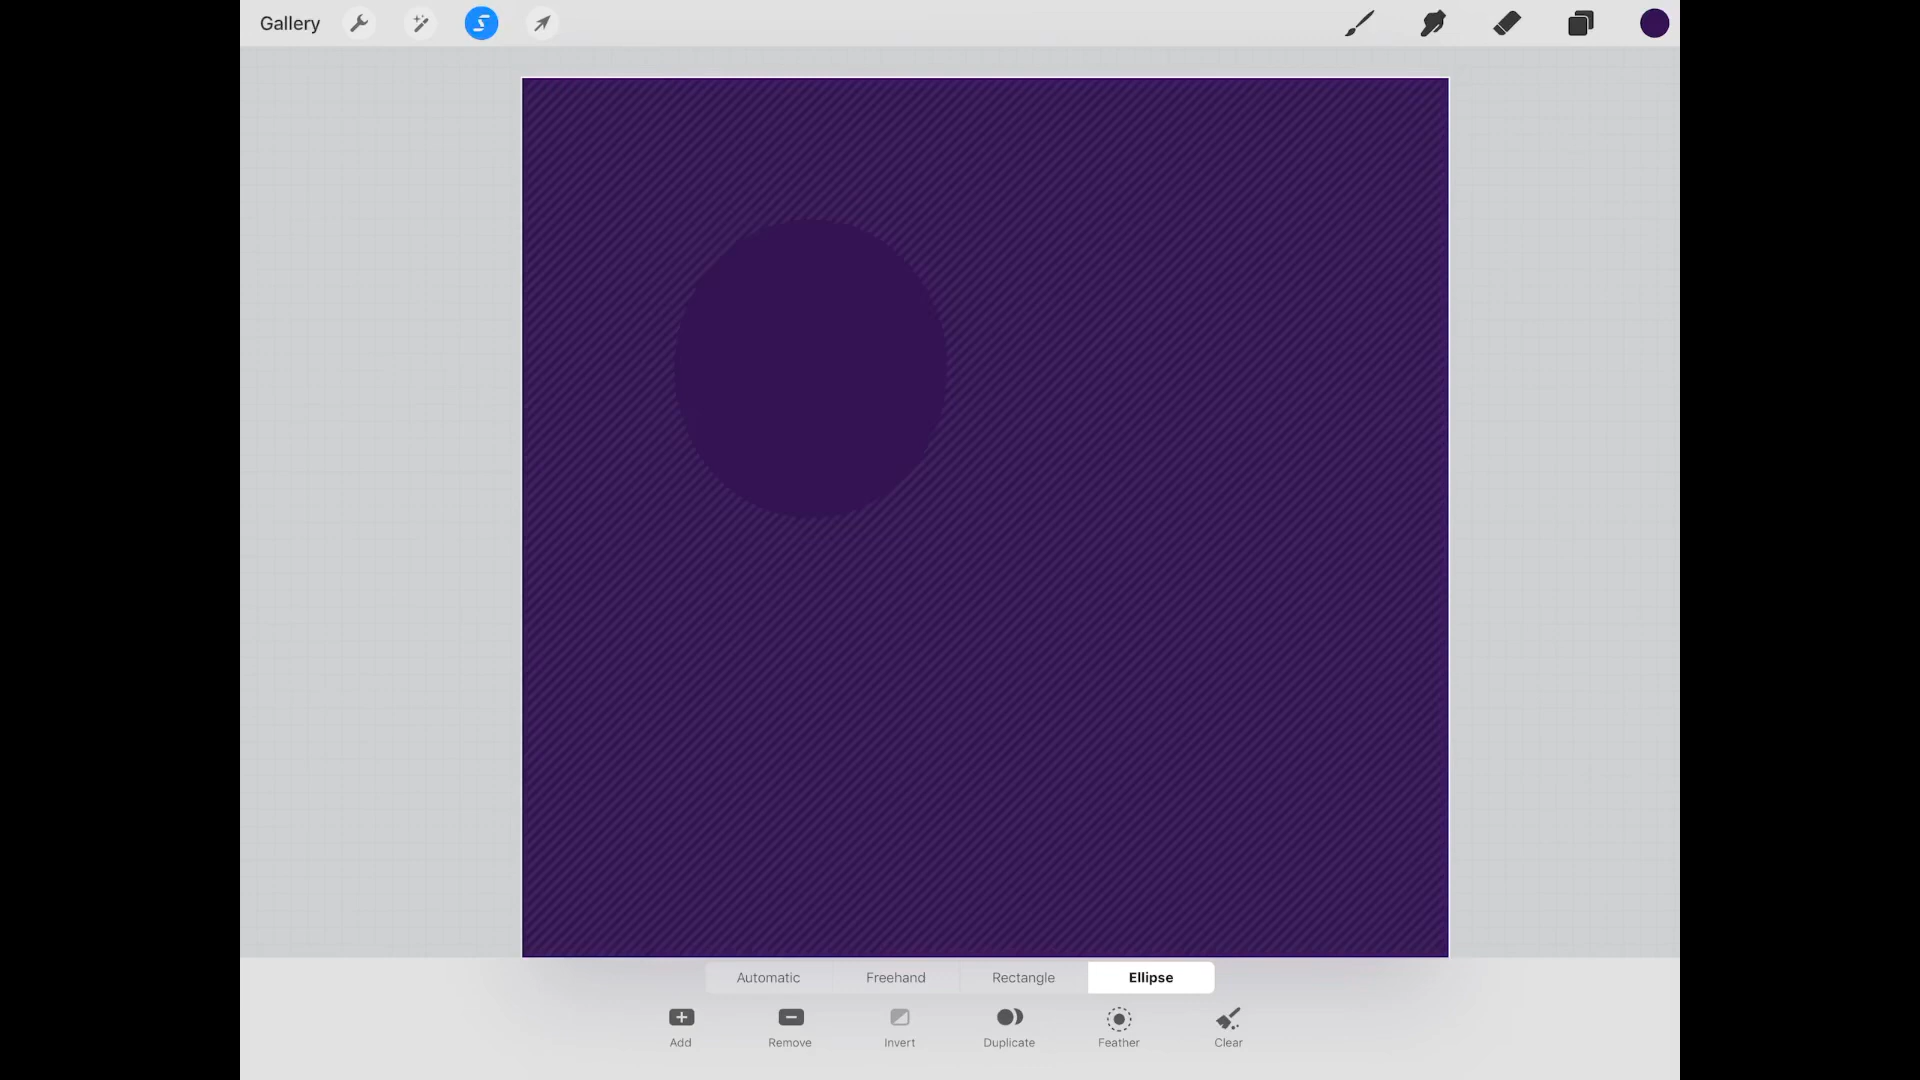 Gallery
Automatic Freehand Rectangle Ellipse
Add Remove Invert Duplicate Feather Clear